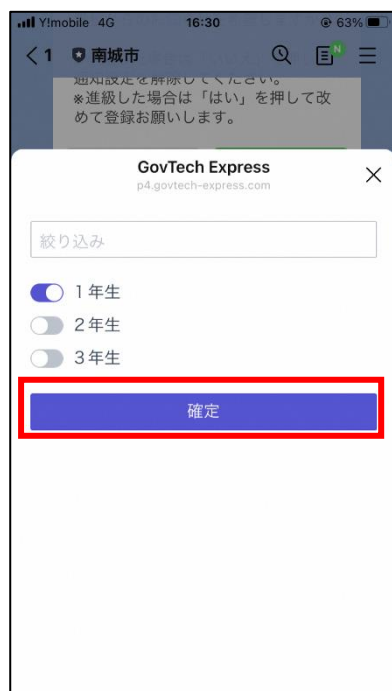 Y!mobile 4G 16:30 63%
1 南城市 N
通知設定を解除してください。
※進級した場合は「はい」を押して改
めて登録お願いします。
GovTech Express
p4.govtech-express.com
絞り込み
1年生
2年生
3年生
確定